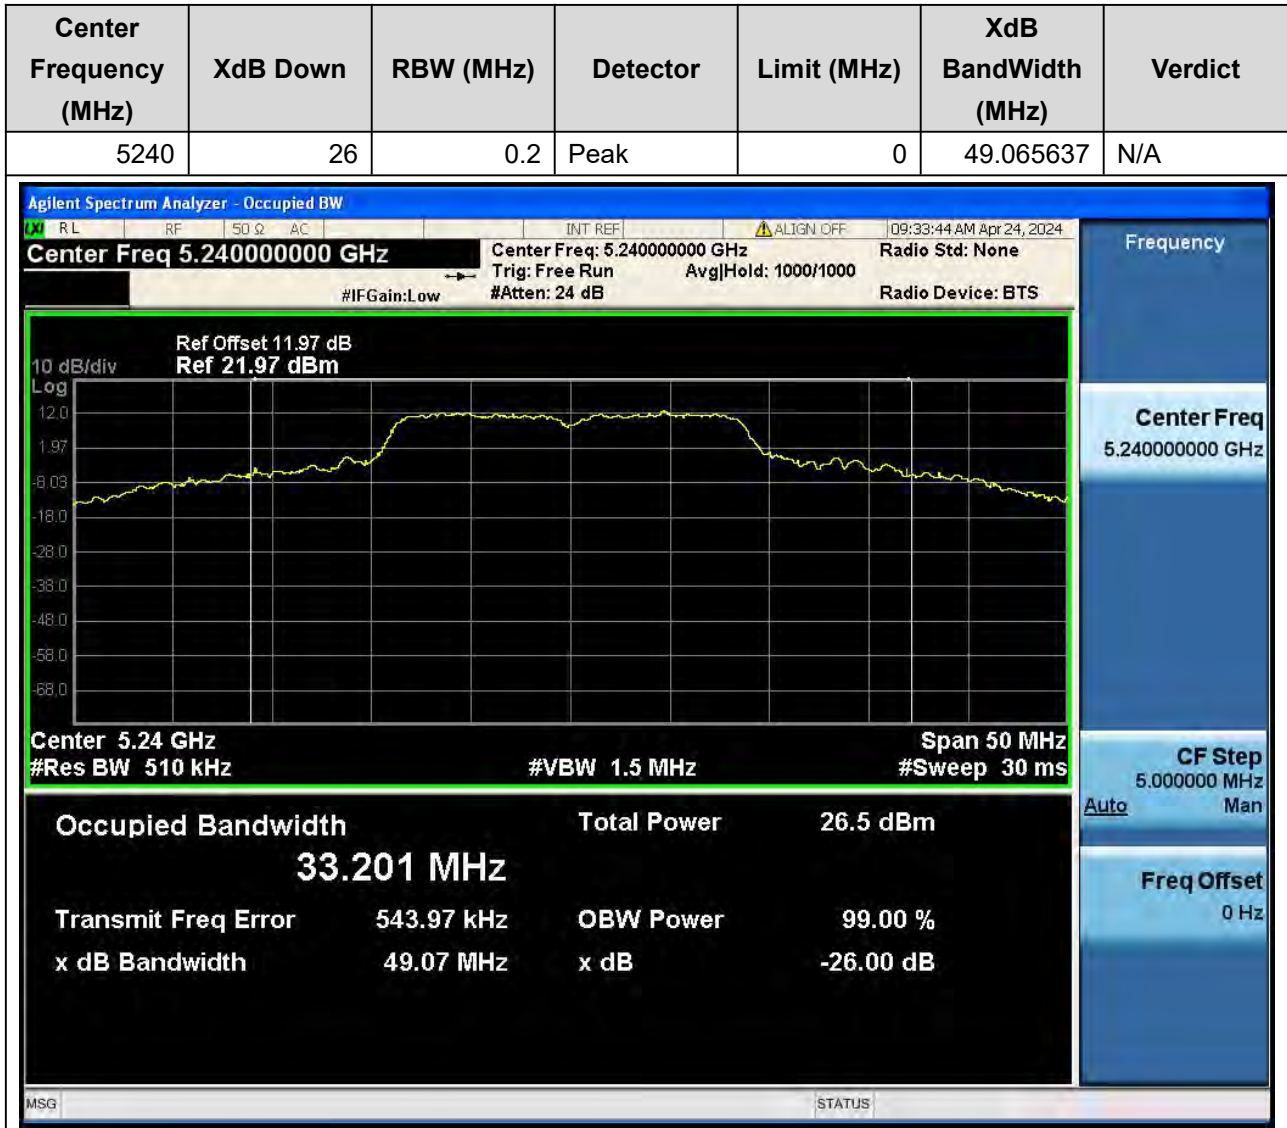 Center Frequency (MHz) XdB Down RBW (MHz) Detector Limit (MHz) XdB BandWidth (MHz) Verdict
5240 26 0.2 Peak 0 49.065637 N/A
Agilent Spectrum Analyzer - Occupied BW
LXI RL RF 50 Ω AC INT REF ALIGN OFF 09:33:44 AM Apr 24, 2024
Center Freq 5.240000000 GHz
Center Freq: 5.240000000 GHz
Radio Std: None
Trig: Free Run
Avg|Hold: 1000/1000
#IFGain:Low
#Atten: 24 dB
Radio Device: BTS
Frequency
Ref Offset 11.97 dB
10 dB/div
Ref 21.97 dBm
Log
12.0
1.97
-8.03
-18.0
-28.0
-38.0
-48.0
-58.0
-68.0
Center Freq
5.240000000 GHz
Center 5.24 GHz
Span 50 MHz
#Res BW 510 kHz
#VBW 1.5 MHz
#Sweep 30 ms
CF Step
5.000000 MHz
Auto Man
Occupied Bandwidth
Total Power 26.5 dBm
33.201 MHz
Freq Offset
0 Hz
Transmit Freq Error 543.97 kHz
OBW Power 99.00 %
x dB Bandwidth 49.07 MHz
x dB -26.00 dB
MSG
STATUS